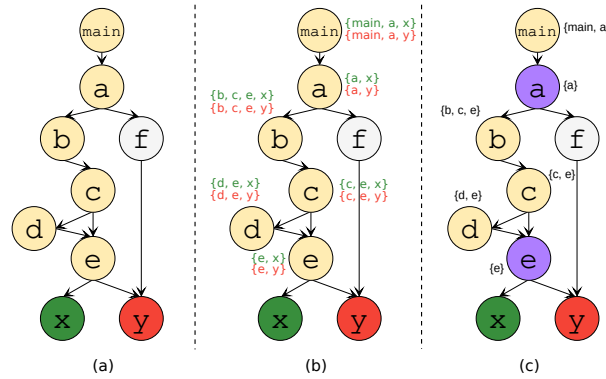 main
a
b
f
c
d
e
x
y
(a)
main
{main, a, x}
{main, a, y}
a
{a, x}
{a, y}
{b, c, e, x}
{b, c, e, y}
b
f
{d, e, x}
{d, e, y}
c
{c, e, x}
{c, e, y}
d
e
{e, x}
{e, y}
x
y
(b)
main
{main, a
a
{a}
{b, c, e}
b
f
c
{c, e}
{d, e}
d
e
{e}
x
y
(c)